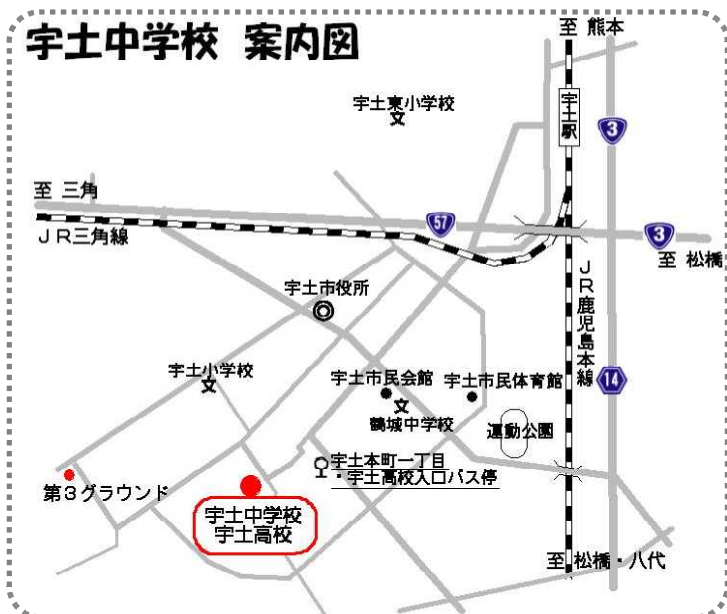 宇土中学校 案内図
至 熊本
宇土東小学校
文
宇土駅
3
至 三角
57
3
JR三角線
至 松橋
宇土市役所
JR鹿児島本線
宇土小学校
文
宇土市民会館
宇土市民体育館
14
文
鶴城中学校
運動公園
宇土本町一丁目
・宇土高校入口バス停
第3グラウンド
宇土中学校
宇土高校
至 松橋・八代